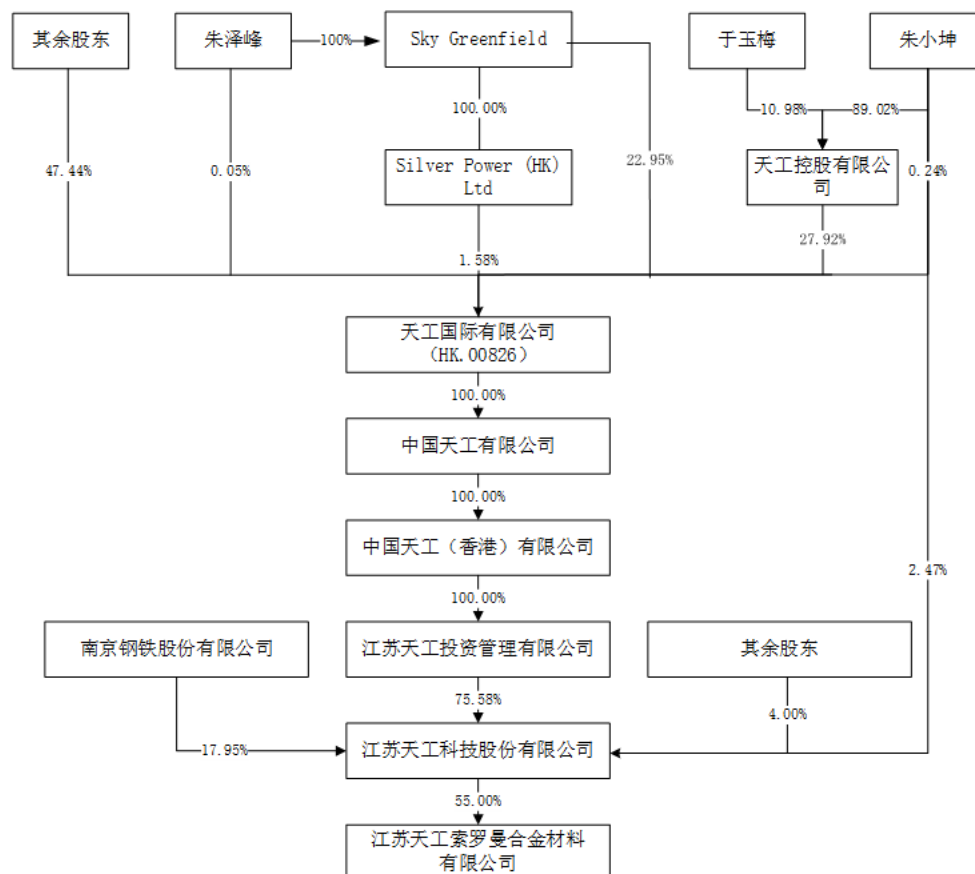 其余股东
朱泽峰
100%
Sky Greenfield
于玉梅
朱小坤
100.00%
10.98%
89.02%
47.44%
0.05%
Silver Power (HK)
Ltd
22.95%
天工控股有限公
司
0.24%
27.92%
1.58%
天工国际有限公司
（HK.00826）
100.00%
中国天工有限公司
100.00%
中国天工（香港）有限公司
2.47%
100.00%
南京钢铁股份有限公司
江苏天工投资管理有限公司
其余股东
75.58%
4.00%
17.95%
江苏天工科技股份有限公司
55.00%
江苏天工索罗曼合金材料
有限公司